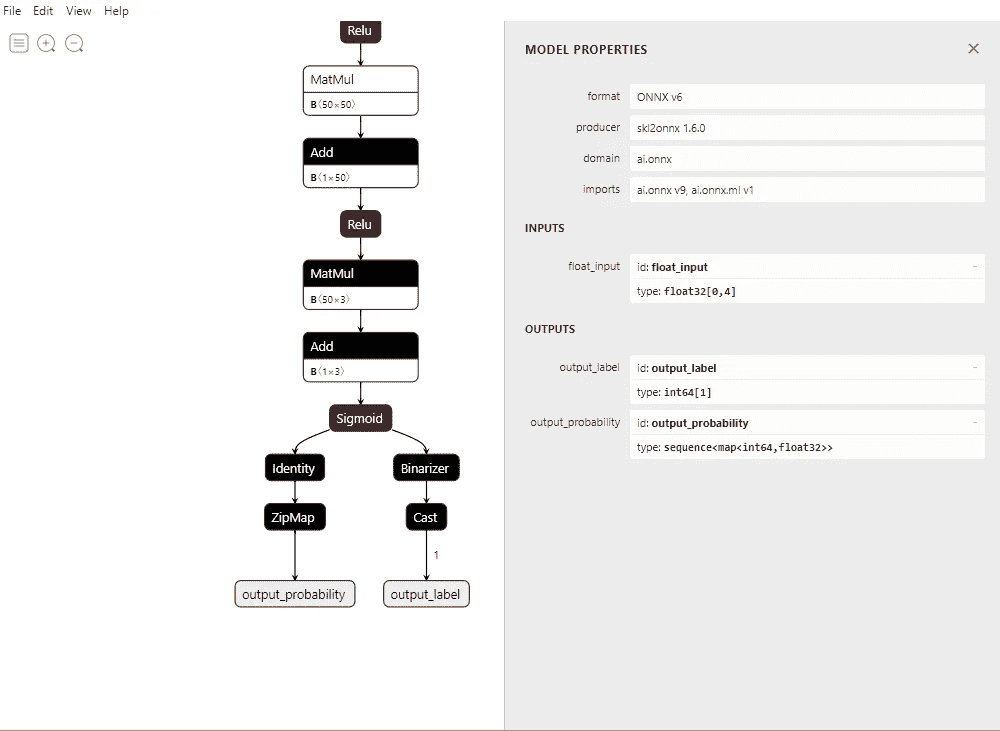 File Edit View Help
Relu
MatMul
B⟨50×50⟩
Add
B⟨1×50⟩
Relu
MatMul
B⟨50×3⟩
Add
B⟨1×3⟩
Sigmoid
Identity Binarizer
ZipMap Cast
1
output_probability output_label
MODEL PROPERTIES ×
format ONNX v6
producer skl2onnx 1.6.0
domain ai.onnx
imports ai.onnx v9, ai.onnx.ml v1
INPUTS
float_input id: float_input -
type: float32[0,4]
OUTPUTS
output_label id: output_label -
type: int64[1]
output_probability id: output_probability -
type: sequence<map<int64,float32>>